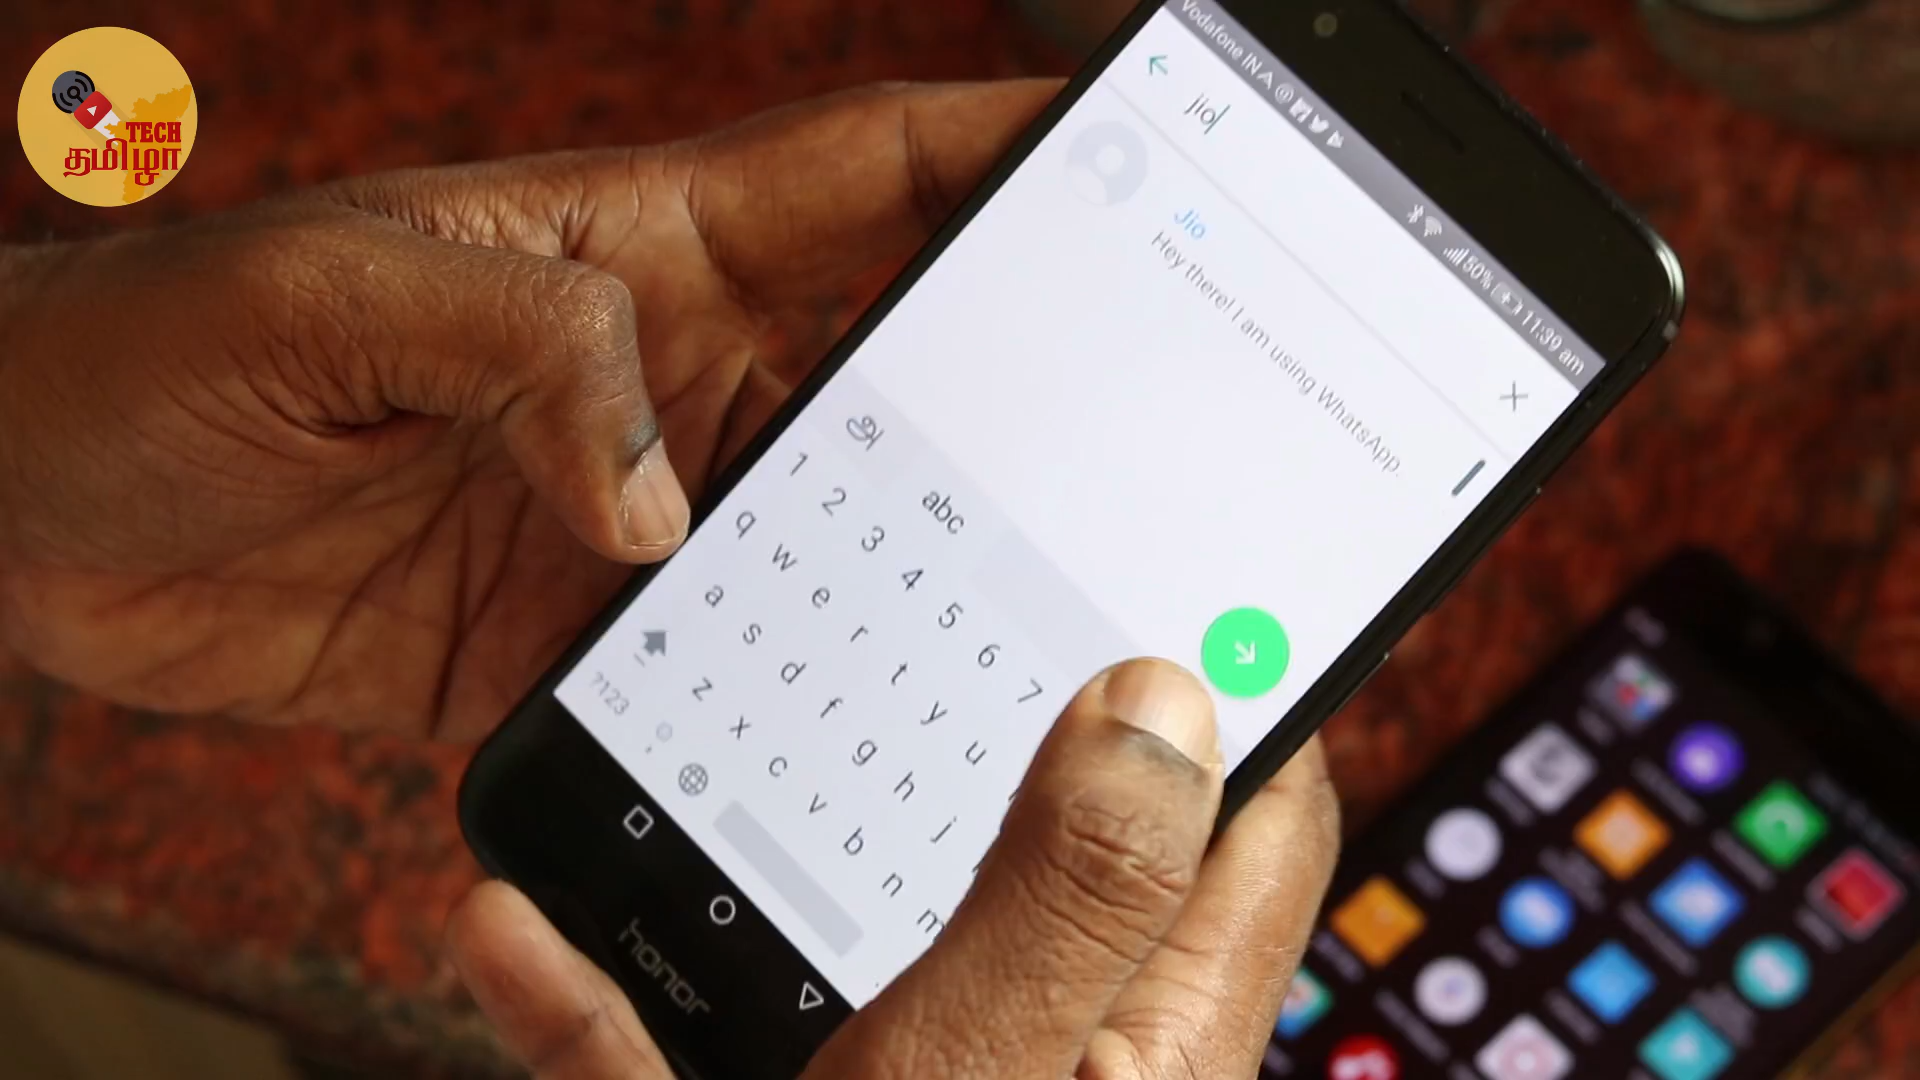 TECH
தமிழா
Vodafone IN
50%
11:39 am
jio
Jio
Hey there! I am using WhatsApp.
அ
abc
1 2 3 4 5 6 7
q w e r t y u
a s d f g h j
z x c v b n m
?123
honor